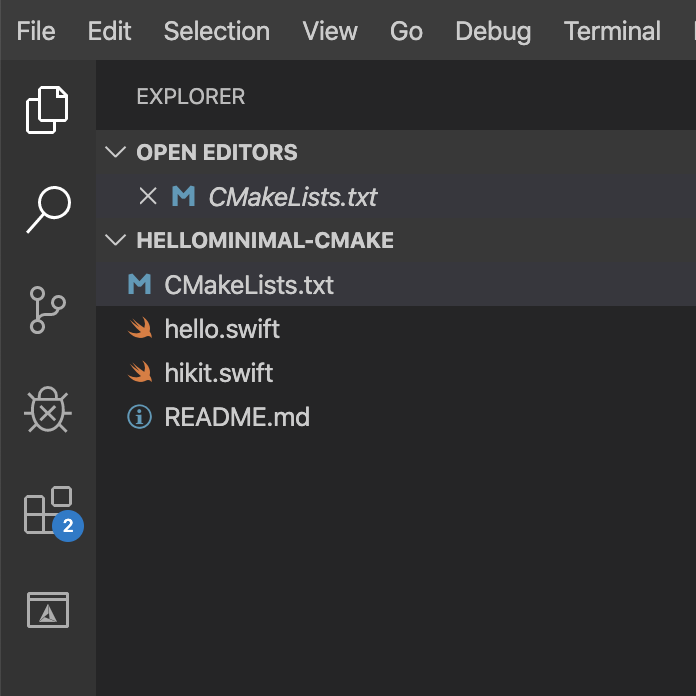 File Edit Selection View Go Debug Terminal
EXPLORER
OPEN EDITORS
CMakeLists.txt
HELLOMINIMAL-CMAKE
CMakeLists.txt
hello.swift
hikit.swift
README.md
2